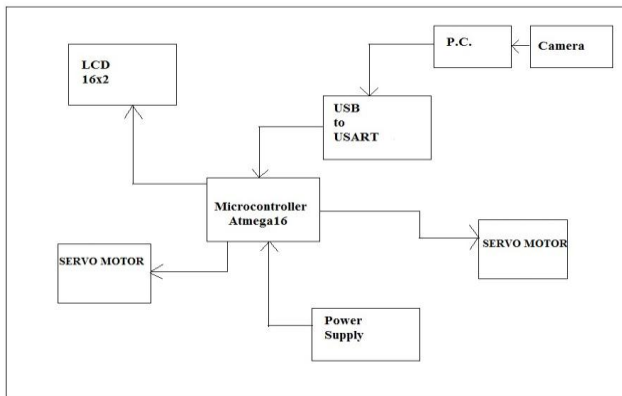 LCD
16x2
P.C.
Camera
USB
to
USART
Microcontroller
Atmega16
SERVO MOTOR
SERVO MOTOR
Power
Supply